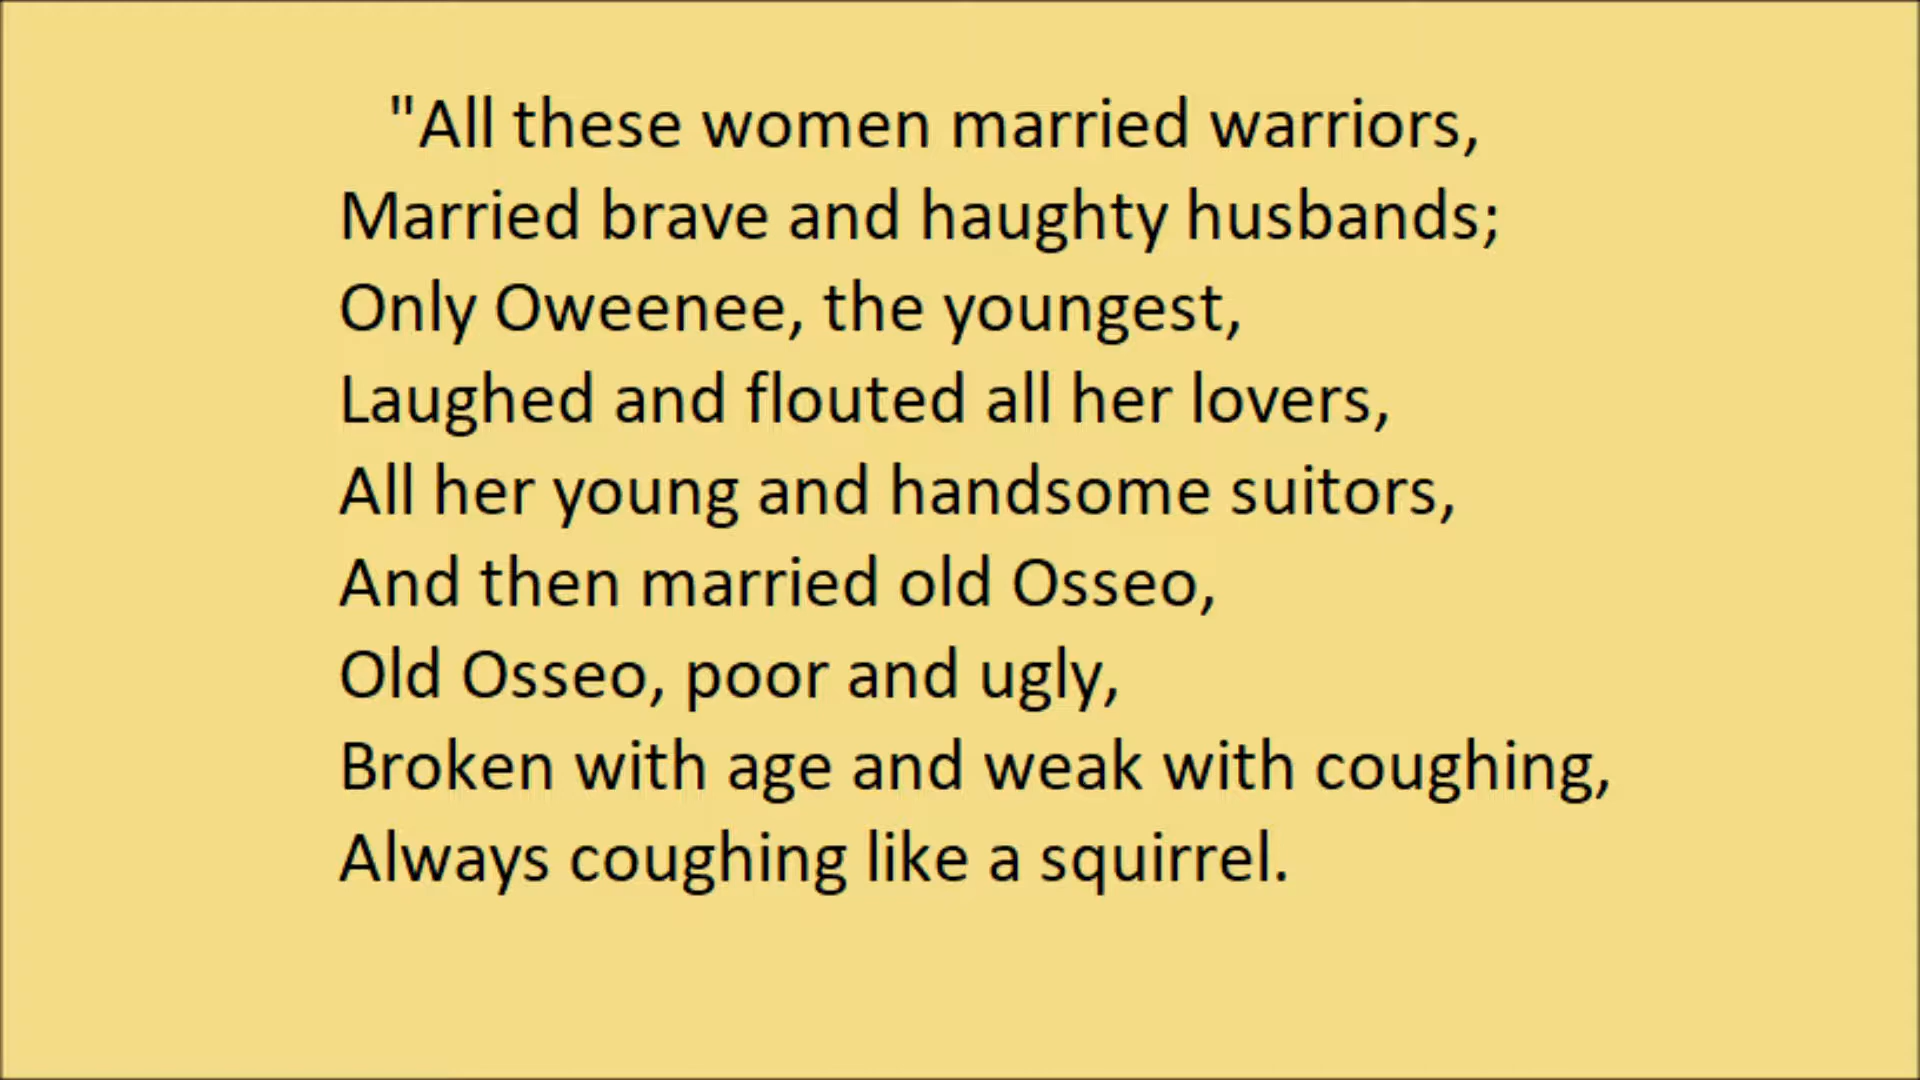 "All these women married warriors,
Married brave and haughty husbands;
Only Oweenee, the youngest,
Laughed and flouted all her lovers,
All her young and handsome suitors,
And then married old Osseo,
Old Osseo, poor and ugly,
Broken with age and weak with coughing,
Always coughing like a squirrel.